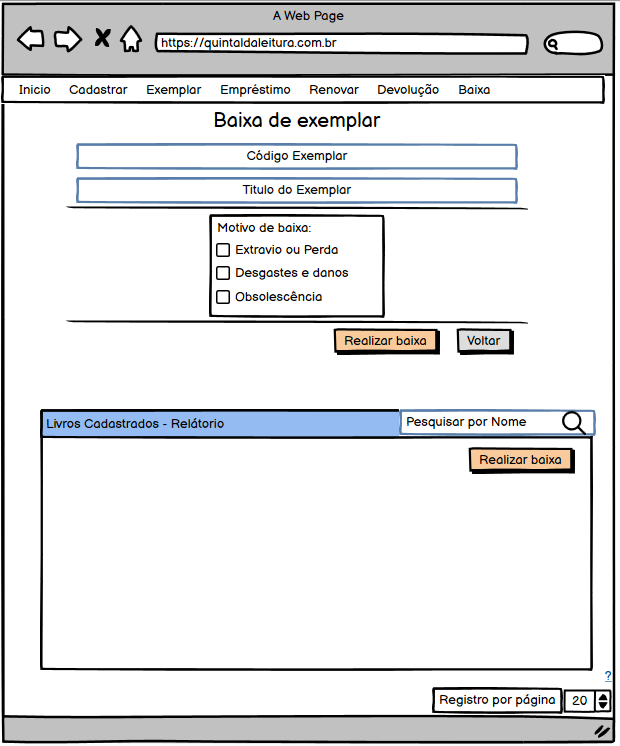 A Web Page
https://quintaldaleitura.com.br
Inicio Cadastrar Exemplar Empréstimo Renovar Devolução Baixa
Baixa de exemplar
Código Exemplar
Titulo do Exemplar
Motivo de baixa:
Extravio ou Perda
Desgastes e danos
Obsolescência
Realizar baixa Voltar
Livros Cadastrados - Relátorio Pesquisar por Nome
Realizar baixa
?
Registro por página 20